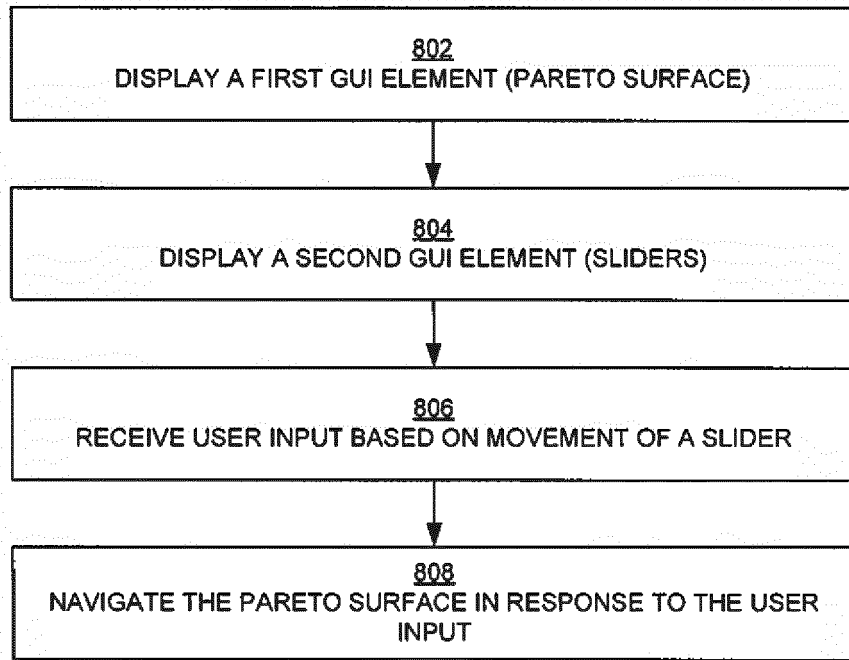 802
DISPLAY A FIRST GUI ELEMENT (PARETO SURFACE)
804
DISPLAY A SECOND GUI ELEMENT (SLIDERS)
806
RECEIVE USER INPUT BASED ON MOVEMENT OF A SLIDER
808
NAVIGATE THE PARETO SURFACE IN RESPONSE TO THE USER
INPUT